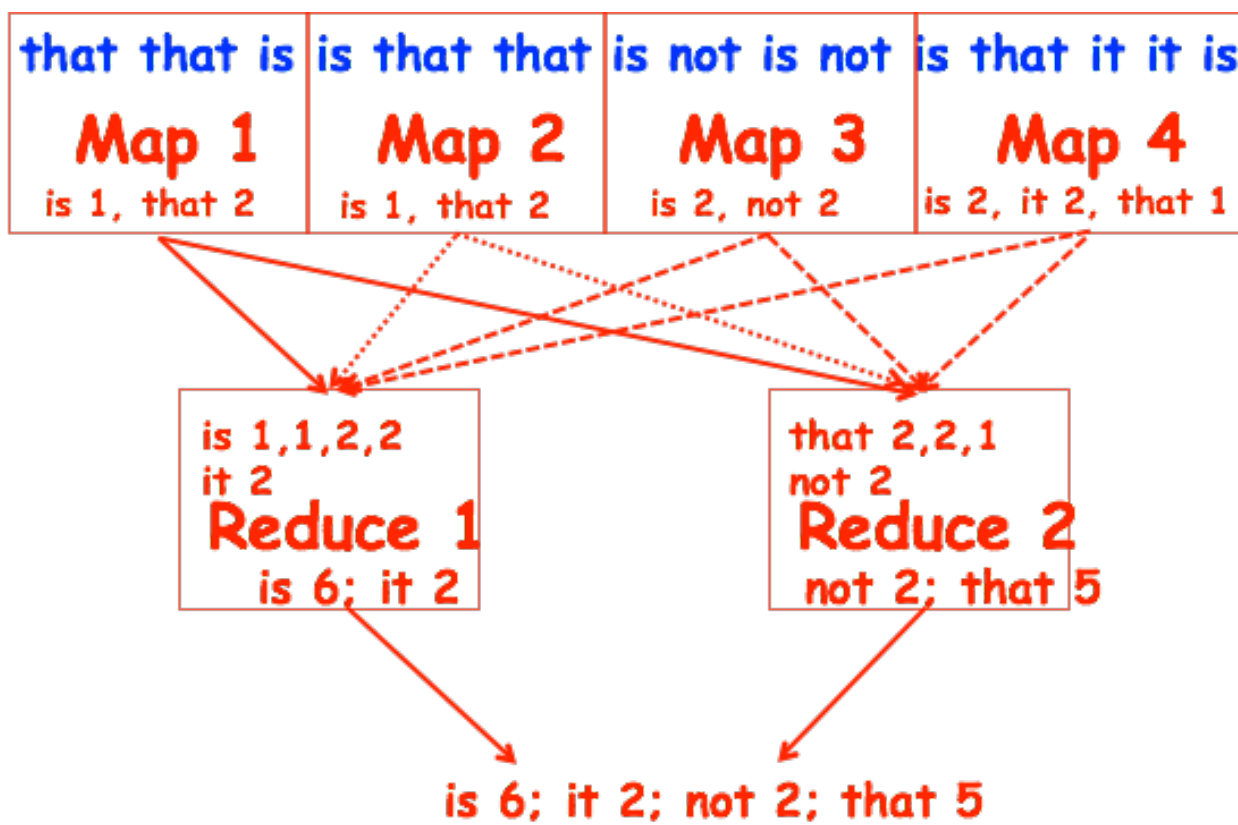 that that is
is that that
is not is not
is that it it is
Map 1
Map 2
Map 3
Map 4
is 1, that 2
is 1, that 2
is 2, not 2
is 2, it 2, that 1
is 1,1,2,2
it 2
Reduce 1
is 6; it 2
that 2,2,1
not 2
Reduce 2
not 2; that 5
is 6; it 2; not 2; that 5